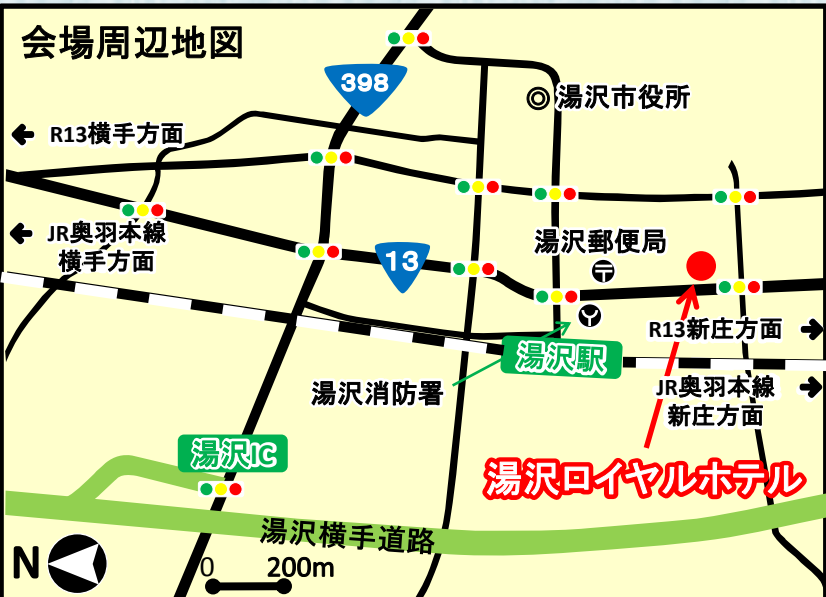 会場周辺地図
398
湯沢市役所
R13横手方面
JR奥羽本線
横手方面
13
湯沢郵便局
R13新庄方面
湯沢駅
湯沢消防署
JR奥羽本線
新庄方面
湯沢IC
湯沢ロイヤルホテル
湯沢横手道路
N
0 200m